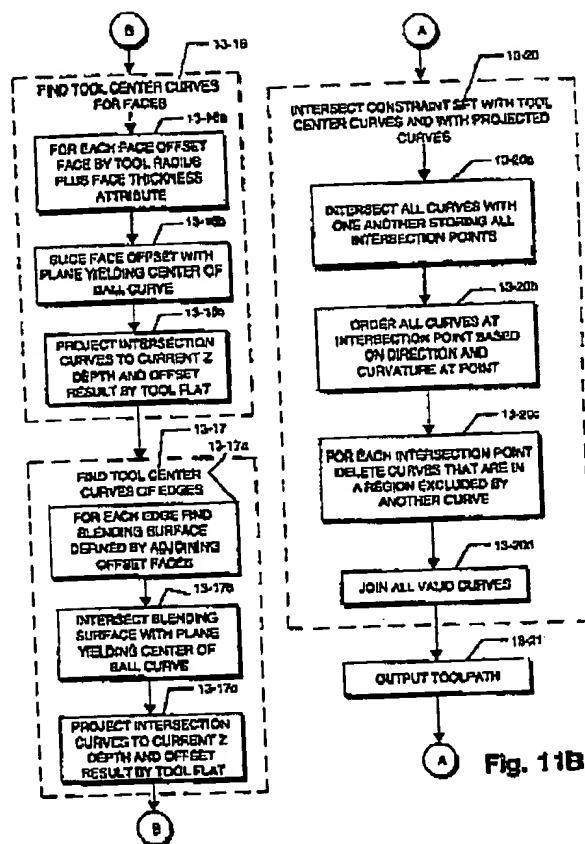 B
13-16
FIND TOOL CENTER CURVES
FOR FACES
13-16a
FOR EACH FACE OFFSET
FACE BY TOOL RADIUS
PLUS FACE THICKNESS
ATTRIBUTE
13-16b
SLICE FACE OFFSET WITH
PLANE YIELDING CENTER OF
BALL CURVE
13-16c
PROJECT INTERSECTION
CURVES TO CURRENT Z
DEPTH AND OFFSET
RESULT BY TOOL FLAT
13-17
13-17a
FIND TOOL CENTER
CURVES OF EDGES
FOR EACH EDGE FIND
BLENDING SURFACE
DEFINED BY ADJOINING
OFFSET FACES
13-17b
INTERSECT BLENDING
SURFACE WITH PLANE
YIELDING CENTER OF
BALL CURVE
13-17c
PROJECT INTERSECTION
CURVES TO CURRENT Z
DEPTH AND OFFSET
RESULT BY TOOL FLAT
B
A
13-20
INTERSECT CONSTRAINT SET WITH TOOL
CENTER CURVES AND WITH PROJECTED
CURVES
13-20a
INTERSECT ALL CURVES WITH
ONE ANOTHER STORING ALL
INTERSECTION POINTS
13-20b
ORDER ALL CURVES AT
INTERSECTION POINT BASED
ON DIRECTION AND
CURVATURE AT POINT
13-20c
FOR EACH INTERSECTION POINT
DELETE CURVES THAT ARE IN
A REGION EXCLUDED BY
ANOTHER CURVE
13-20d
JOIN ALL VALID CURVES
13-21
OUTPUT TOOLPATH
A
Fig. 11B